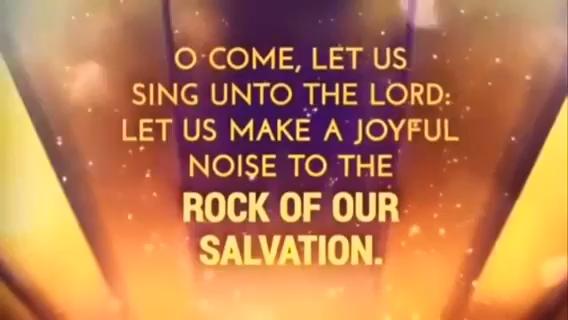 O COME, LET US
SING UNTO THE LORD:
LET US MAKE A JOYFUL
NOISE TO THE
ROCK OF OUR
SALVATION.